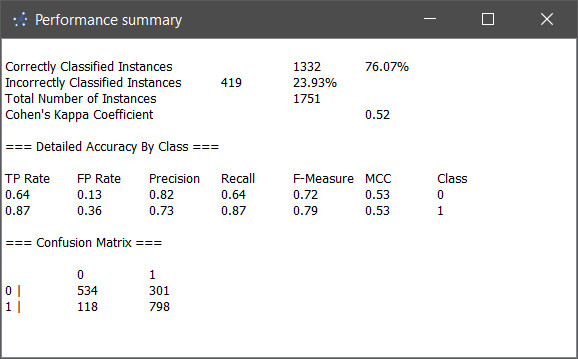 Performance summary
Correctly Classified Instances 1332 76.07%
Incorrectly Classified Instances 419 23.93%
Total Number of Instances 1751
Cohen's Kappa Coefficient 0.52
=== Detailed Accuracy By Class ===
TP Rate FP Rate Precision Recall F-Measure MCC Class
0.64 0.13 0.82 0.64 0.72 0.53 0
0.87 0.36 0.73 0.87 0.79 0.53 1
=== Confusion Matrix ===
0 1
0 | 534 301
1 | 118 798